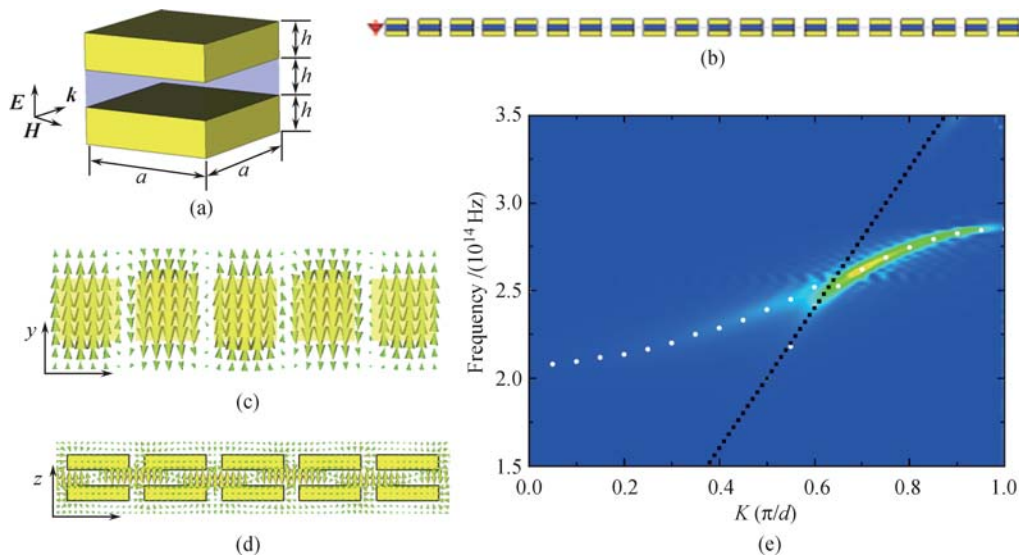 h
h
h
E
k
H
a
a
(a)
(b)
y
(c)
z
(d)
3.5
3.0
2.5
2.0
1.5
Frequency /(10¹⁴ Hz)
0.0 0.2 0.4 0.6 0.8 1.0
K (π/d)
(e)